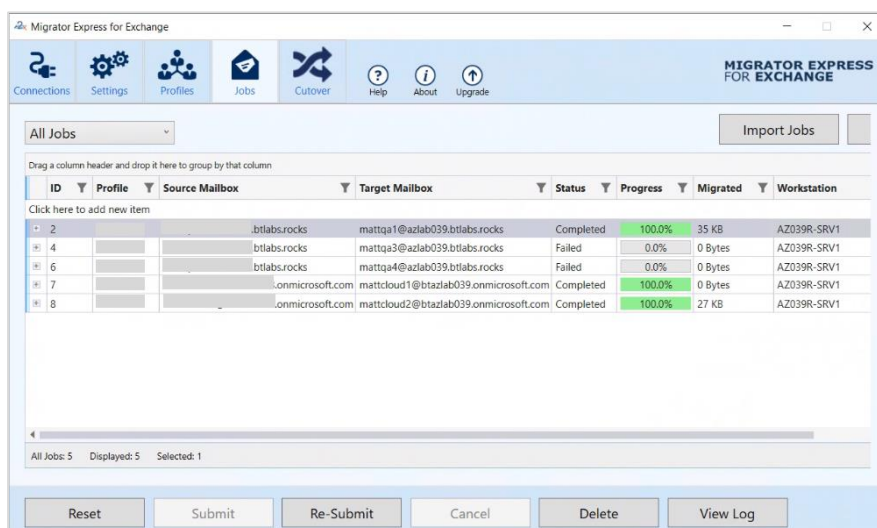 Migrator Express for Exchange
Connections Settings Profiles Jobs Cutover Help About Upgrade
MIGRATOR EXPRESS
FOR EXCHANGE
All Jobs
Import Jobs
Drag a column header and drop it here to group by that column
ID Profile Source Mailbox Target Mailbox Status Progress Migrated Workstation
Click here to add new item
2 .btlabs.rocks mattqa1@azlab039.btlabs.rocks Completed 100.0% 35 KB AZ039R-SRV1
4 btlabs.rocks mattqa3@azlab039.btlabs.rocks Failed 0.0% 0 Bytes AZ039R-SRV1
6 btlabs.rocks mattqa4@azlab039.btlabs.rocks Failed 0.0% 0 Bytes AZ039R-SRV1
7 .onmicrosoft.com mattcloud1@btazlab039.onmicrosoft.com Completed 100.0% 0 Bytes AZ039R-SRV1
8 .onmicrosoft.com mattcloud2@btazlab039.onmicrosoft.com Completed 100.0% 27 KB AZ039R-SRV1
All Jobs: 5 Displayed: 5 Selected: 1
Reset Submit Re-Submit Cancel Delete View Log